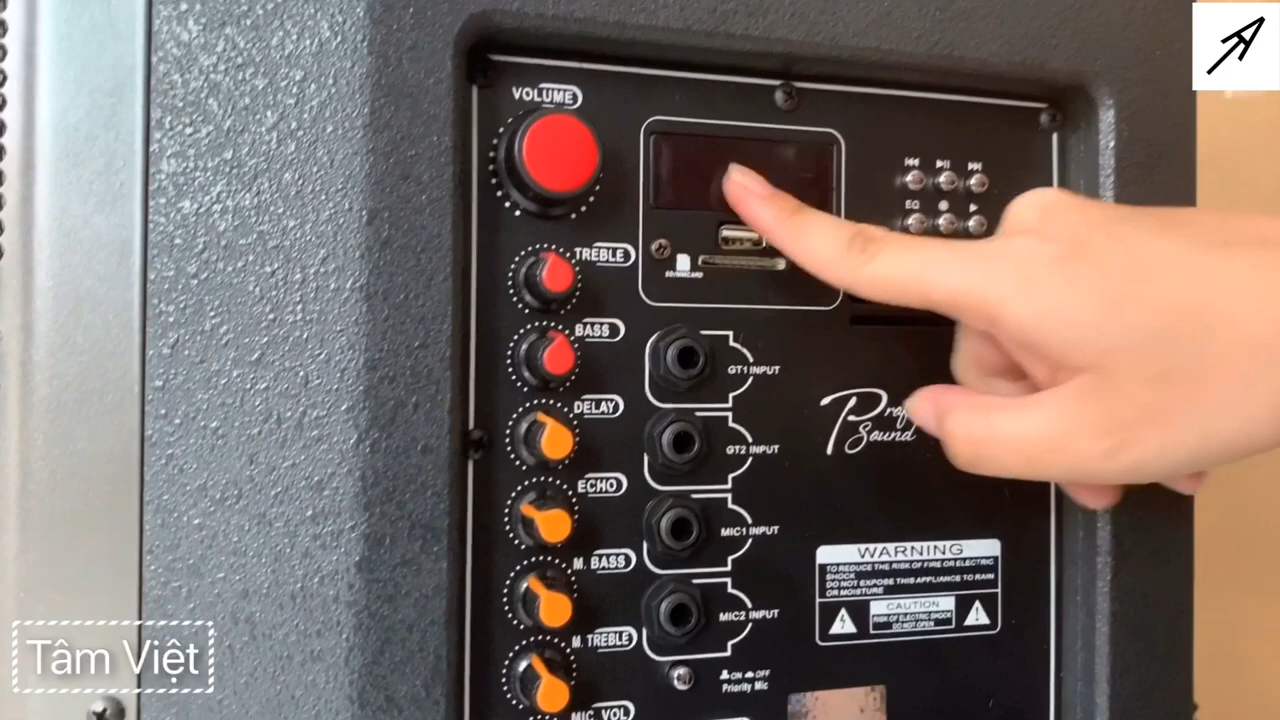 VOLUME
TREBLE
BASS
DELAY
ECHO
M. BASS
M. TREBLE
MIC. VOL
EQ
SD/MMCARD
GT1 INPUT
GT2 INPUT
MIC1 INPUT
MIC2 INPUT
ON OFF
Priority Mic
Sound
WARNING
TO REDUCE THE RISK OF FIRE OR ELECTRIC
SHOCK
DO NOT EXPOSE THIS APPLIANCE TO RAIN
OR MOISTURE
CAUTION
RISK OF ELECTRIC SHOCK
DO NOT OPEN
Tâm Việt